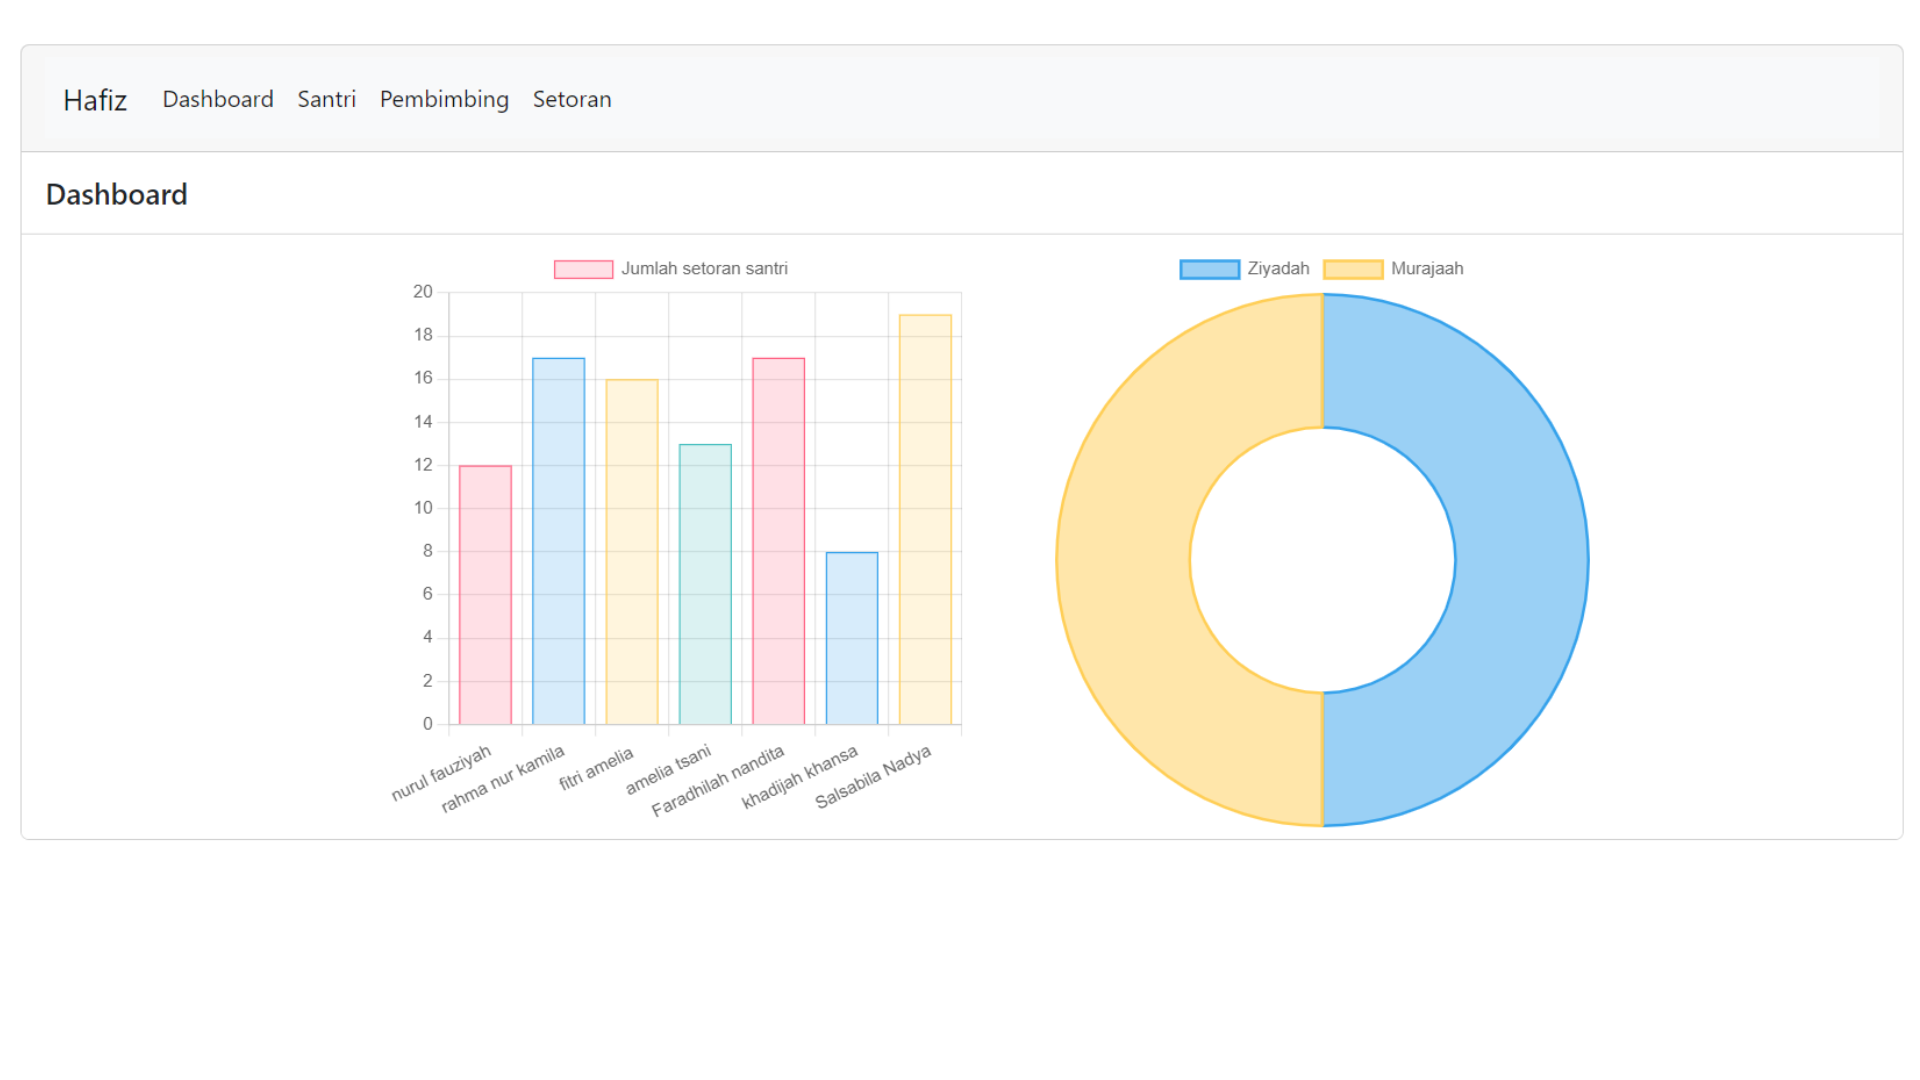 Hafiz Dashboard Santri Pembimbing Setoran
Dashboard
Jumlah setoran santri
20
18
16
14
12
10
8
6
4
2
0
nurul fauziyah
rahma nur kamila
fitri amelia
amelia tsani
Faradhilah nandita
khadijah khansa
Salsabila Nadya
Ziyadah Murajaah